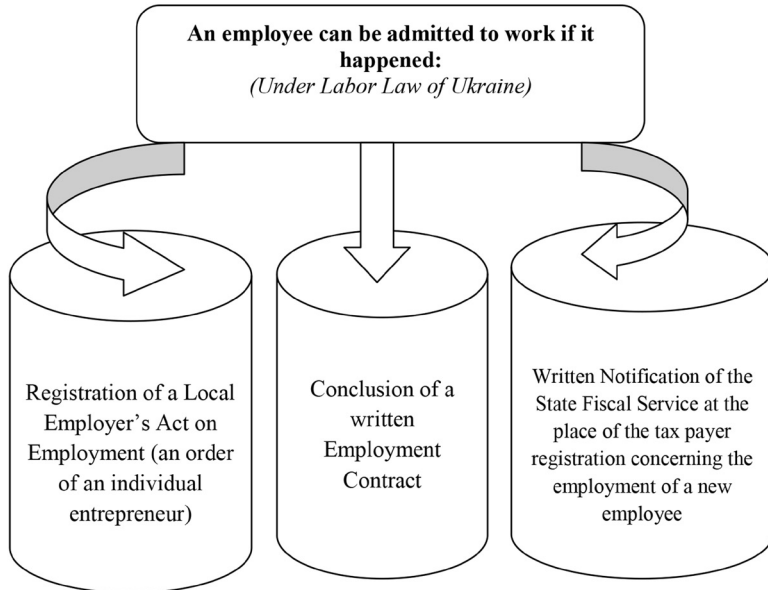 An employee can be admitted to work if it
happened:
(Under Labor Law of Ukraine)
Registration of a Local
Employer’s Act on
Employment (an order
of an individual
entrepreneur)
Conclusion of a
written
Employment
Contract
Written Notification of the
State Fiscal Service at the
place of the tax payer
registration concerning the
employment of a new
employee